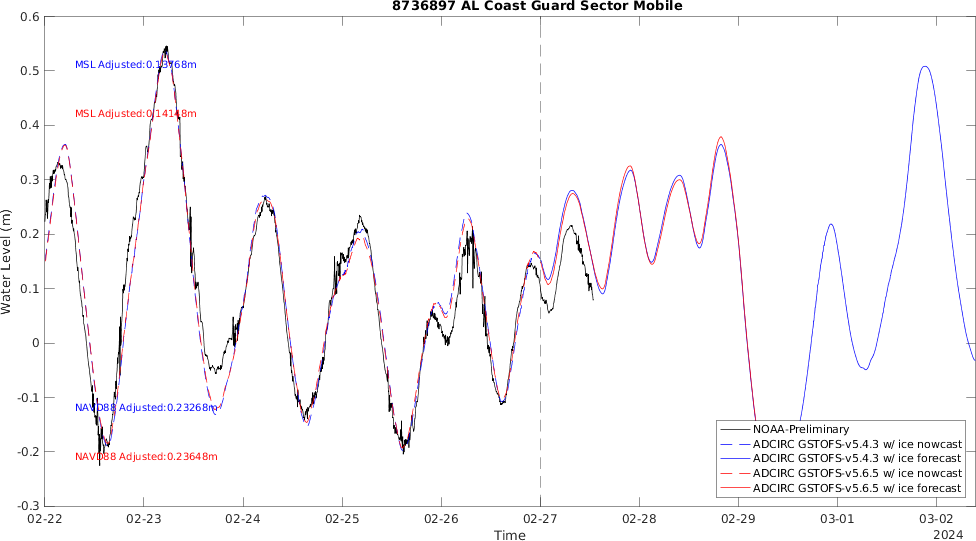 8736897 AL Coast Guard Sector Mobile
0.6
0.5
0.4
0.3
0.2
0.1
0
-0.1
-0.2
-0.3
Water Level (m)
MSL Adjusted:0.13768m
MSL Adjusted:0.14148m
NAVD88 Adjusted:0.23268m
NAVD88 Adjusted:0.23648m
NOAA-Preliminary
ADCIRC GSTOFS-v5.4.3 w/ ice nowcast
ADCIRC GSTOFS-v5.4.3 w/ ice forecast
ADCIRC GSTOFS-v5.6.5 w/ ice nowcast
ADCIRC GSTOFS-v5.6.5 w/ ice forecast
02-22 02-23 02-24 02-25 02-26 02-27 02-28 02-29 03-01 03-02
Time
2024